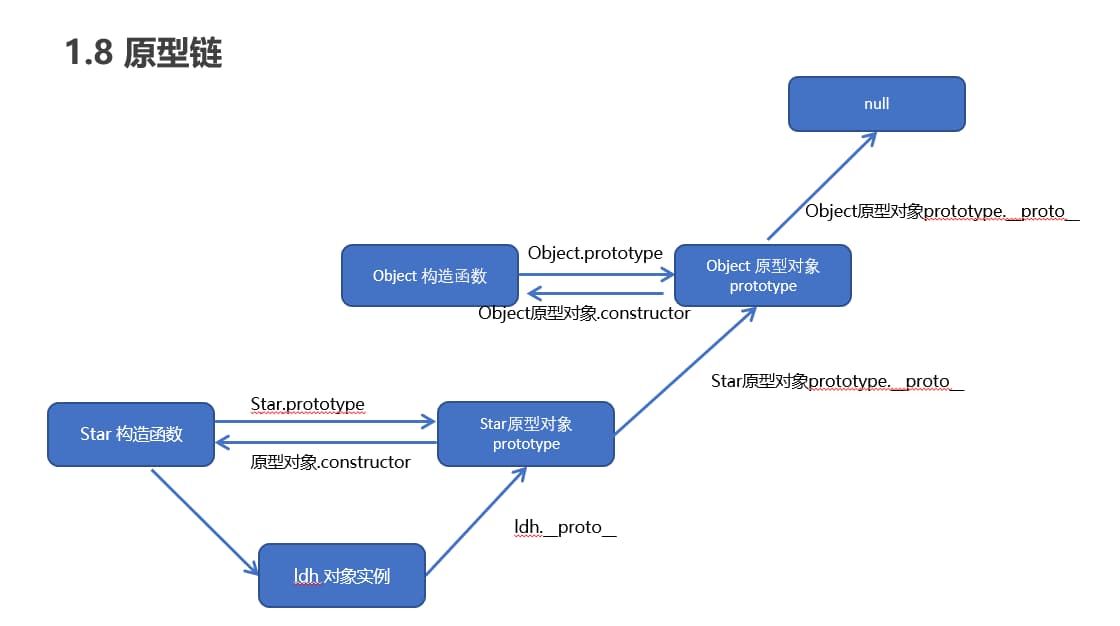 1.8 原型链
null
Object原型对象prototype.__proto__
Object.prototype
Object 构造函数
Object 原型对象
prototype
Object原型对象.constructor
Star原型对象prototype.__proto__
Star.prototype
Star 构造函数
Star原型对象
prototype
原型对象.constructor
ldh.__proto__
ldh 对象实例